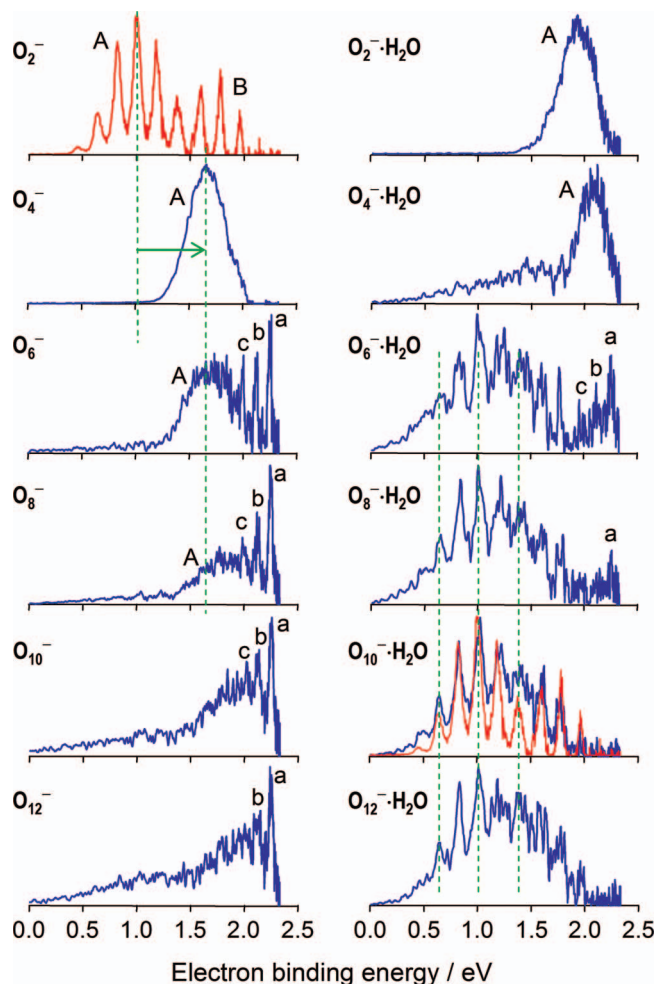 O₂⁻
A
B
O₂⁻·H₂O
A
O₄⁻
A
O₄⁻·H₂O
A
O₆⁻
A
c
b
a
O₆⁻·H₂O
c
b
a
O₈⁻
A
c
b
a
O₈⁻·H₂O
a
O₁₀⁻
c
b
a
O₁₀⁻·H₂O
O₁₂⁻
b
a
O₁₂⁻·H₂O
0.0 0.5 1.0 1.5 2.0 2.5
0.0 0.5 1.0 1.5 2.0 2.5
Electron binding energy / eV